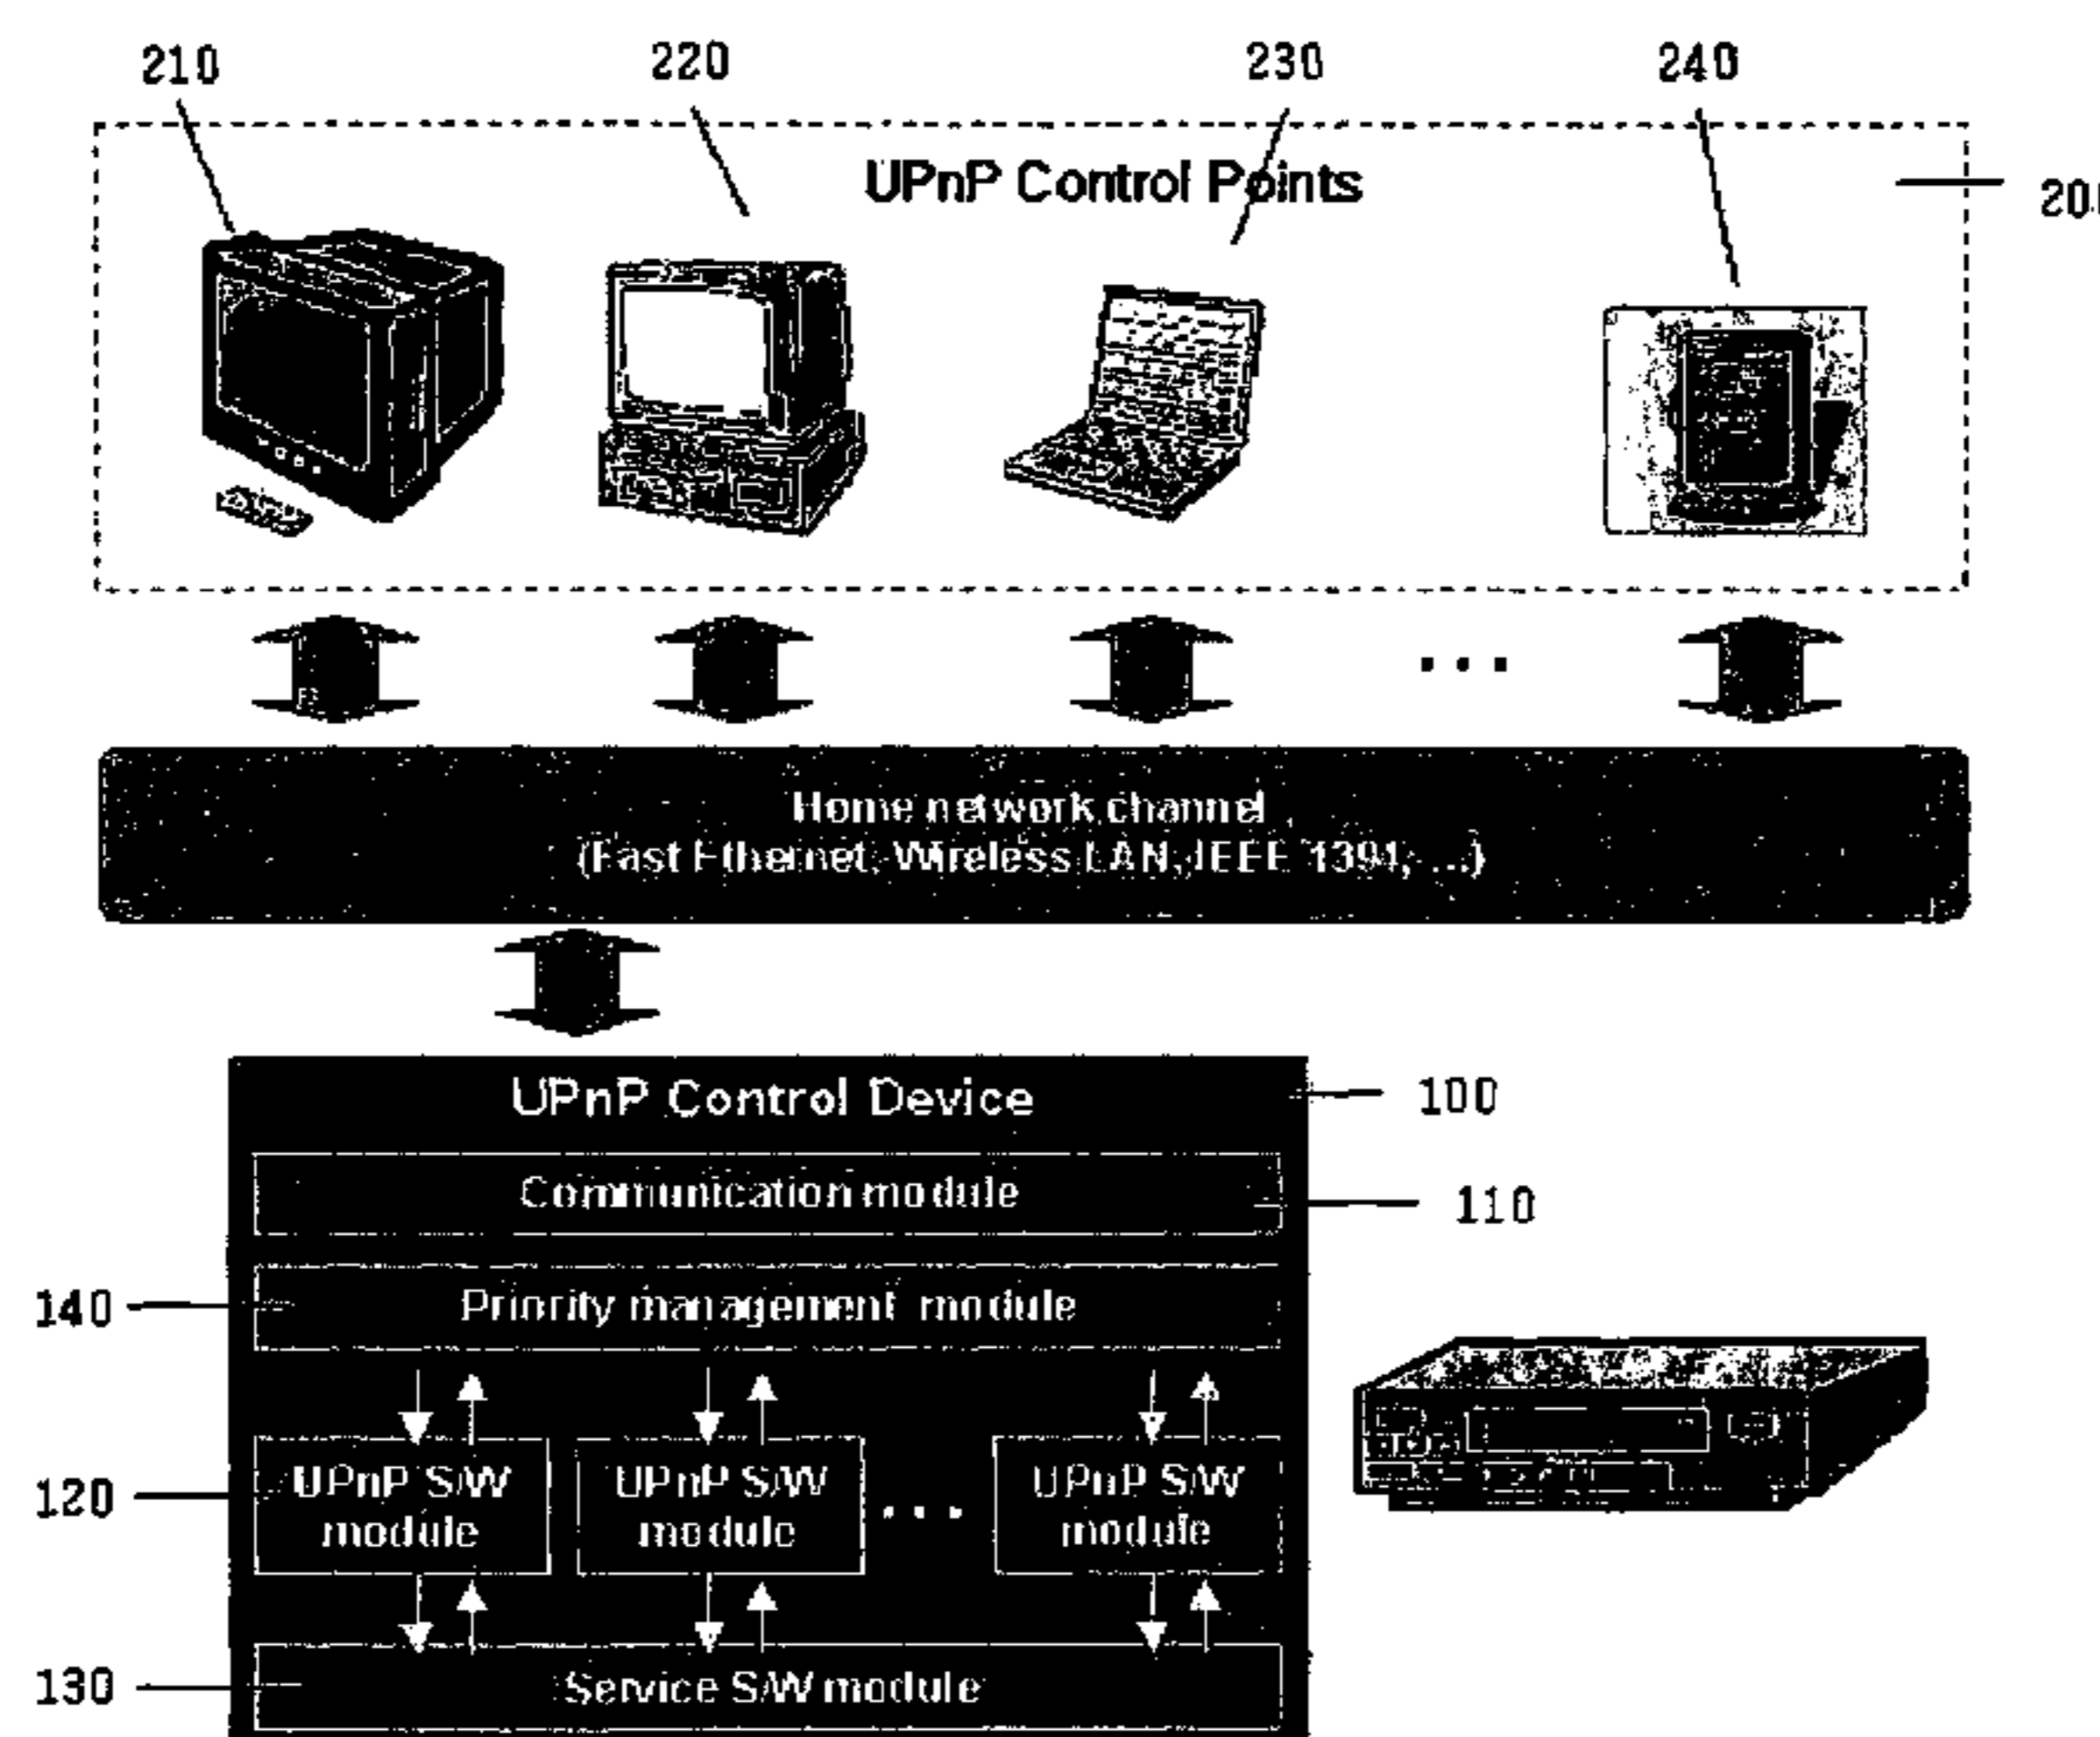 210
220
230
240
UPnP Control Points
Home network channel
(Fast Ethernet, Wireless LAN, IEEE 1394, ...)
UPnP Control Device
100
Communication module
110
140
Priority management module
120
UPnP S/W
module
UPnP S/W
module
...
UPnP S/W
module
130
Service S/W module